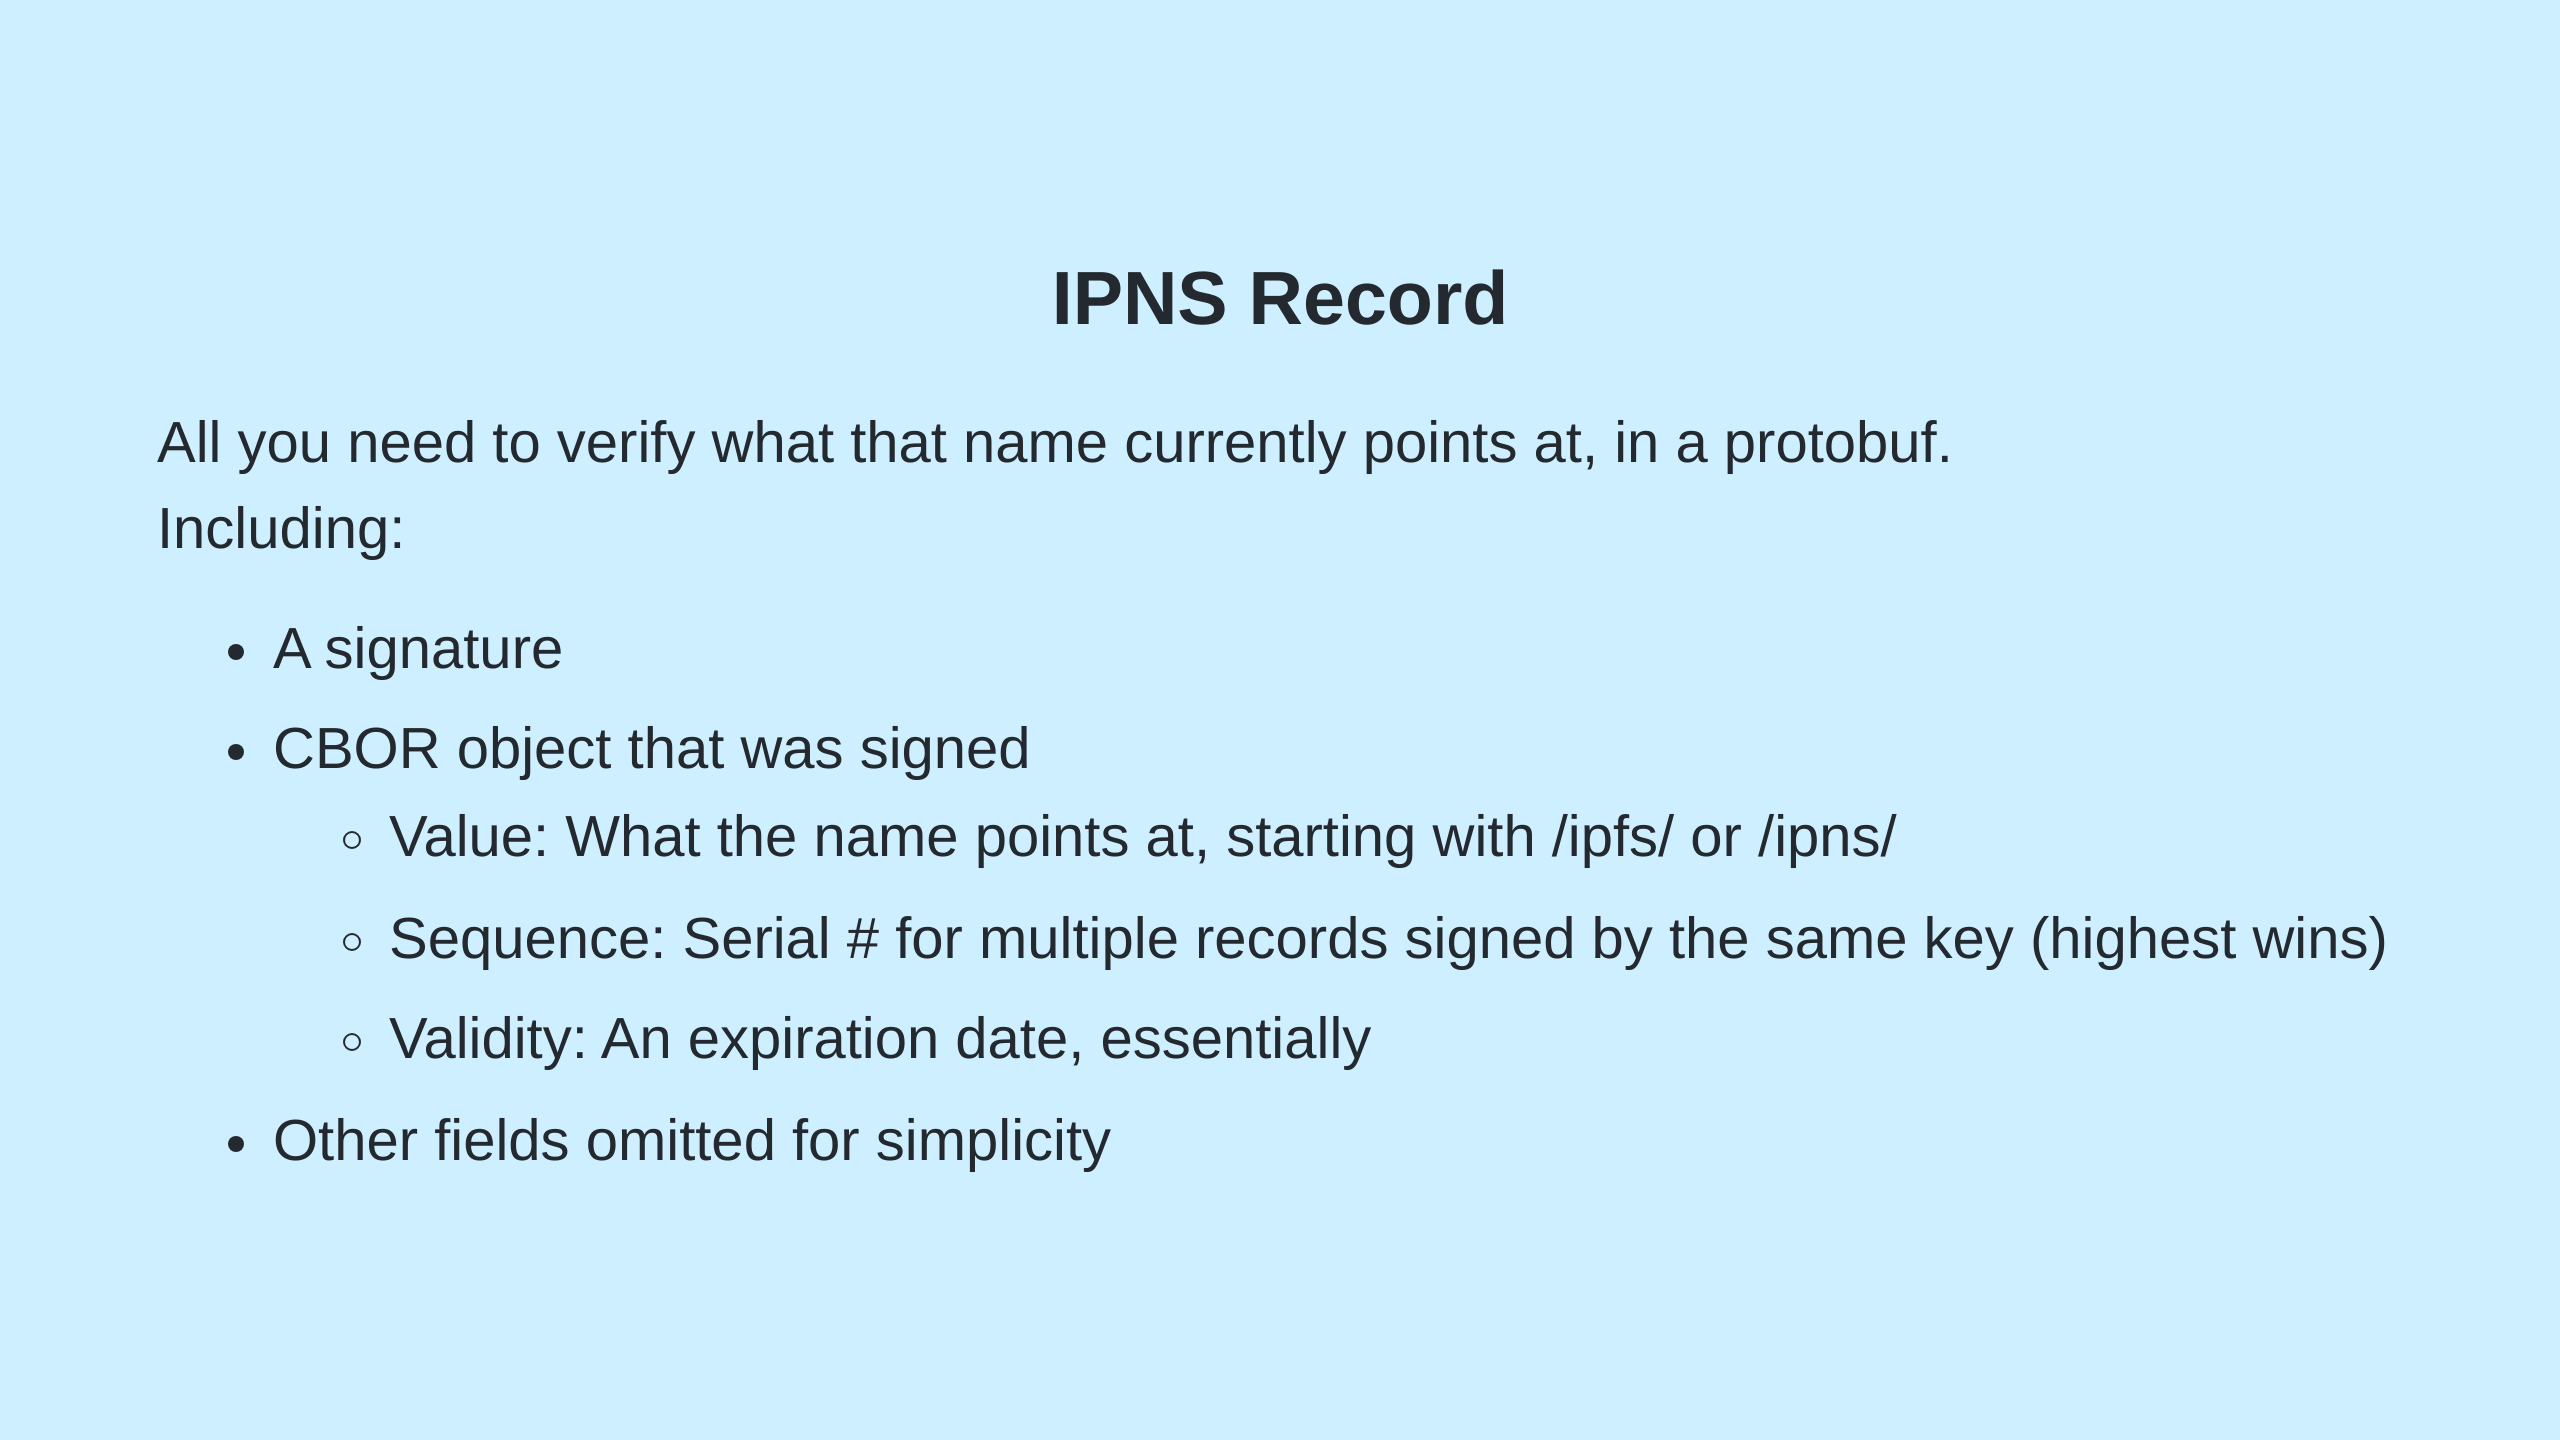 IPNS Record
All you need to verify what that name currently points at, in a protobuf.
Including:
A signature
CBOR object that was signed
Value: What the name points at, starting with /ipfs/ or /ipns/
Sequence: Serial # for multiple records signed by the same key (highest wins)
Validity: An expiration date, essentially
Other fields omitted for simplicity